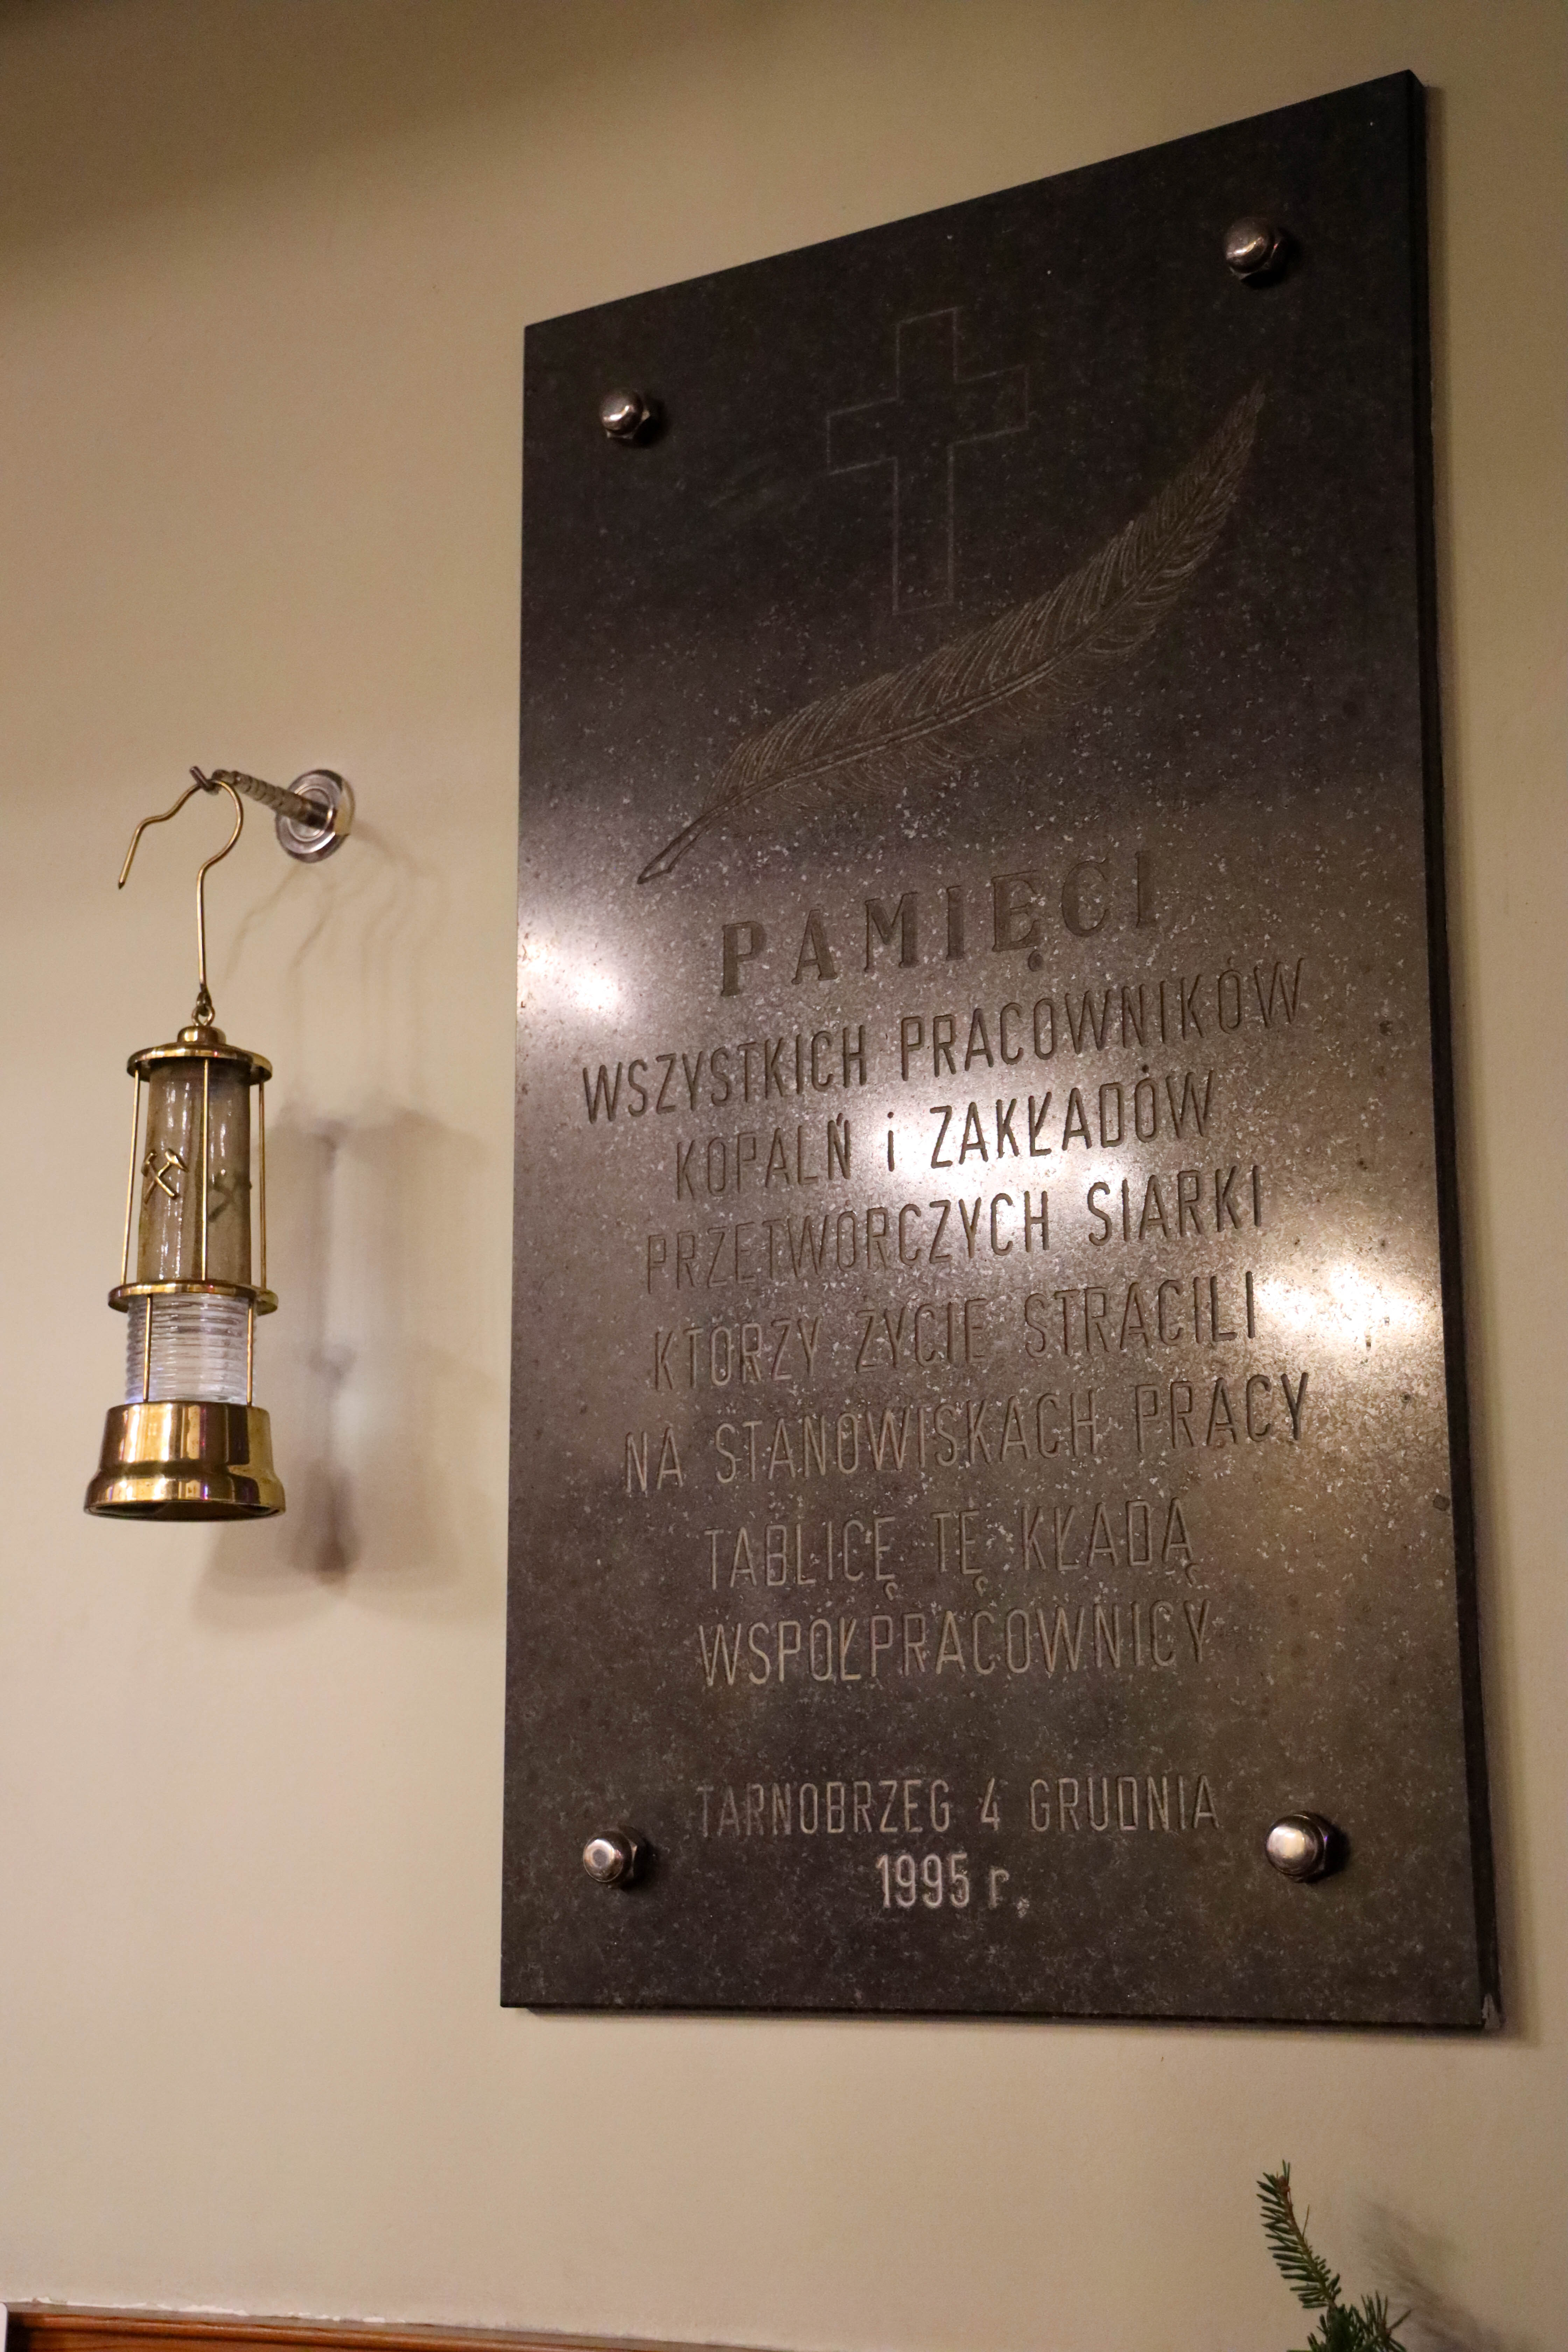 PAMIĘCI
WSZYSTKICH PRACOWNIKÓW
KOPALŃ i ZAKŁADÓW
PRZETWÓRCZYCH SIARKI
KTÓRZY ŻYCIE STRACILI
NA STANOWISKACH PRACY
TABLICĘ TĘ KŁADĄ
WSPÓŁPRACOWNICY
TARNOBRZEG 4 GRUDNIA
1995 r.